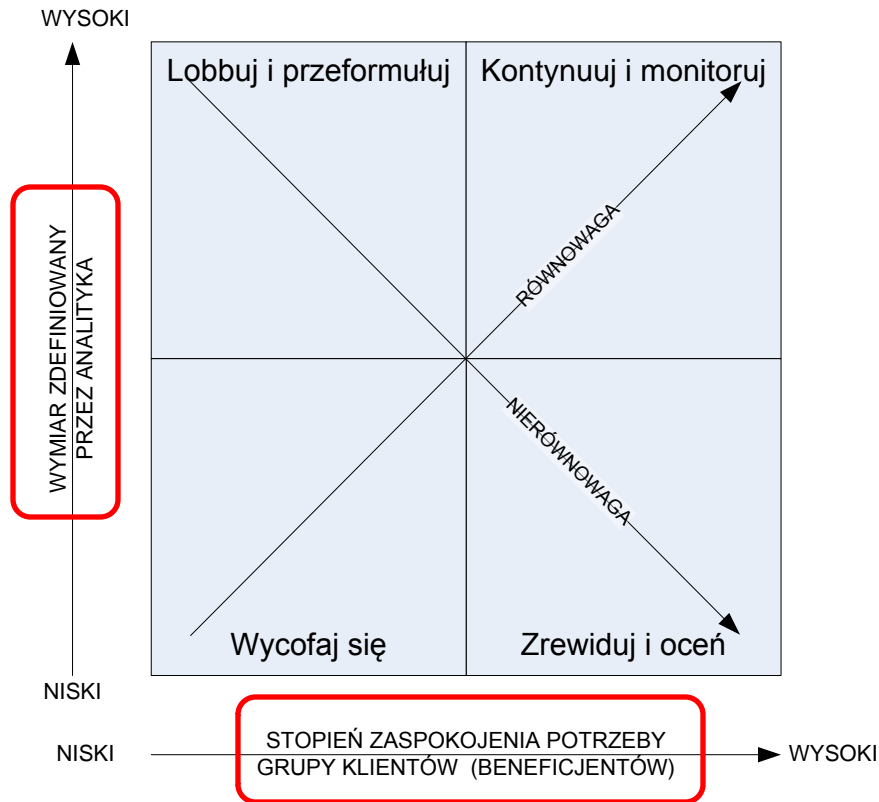 WYSOKI
Lobbuj i przeformułuj
Kontynuuj i monitoruj
WYMIAR ZDEFINIOWANY
PRZEZ ANALITYKA
RÓWNOWAGA
NIERÓWNOWAGA
Wycofaj się
Zrewiduj i oceń
NISKI
NISKI
STOPIEŃ ZASPOKOJENIA POTRZEBY
GRUPY KLIENTÓW (BENEFICJENTÓW)
WYSOKI